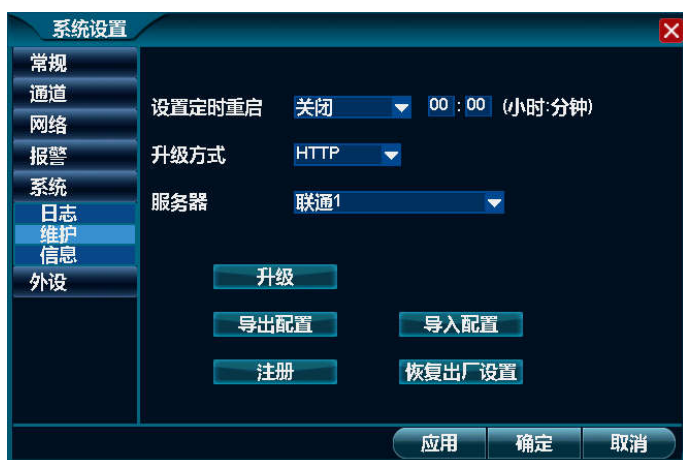 系统设置
常规
通道
网络
报警
系统
日志
维护
信息
外设
设置定时重启 关闭 00 : 00 (小时:分钟)
升级方式 HTTP
服务器 联通1
升级
导出配置 导入配置
注册 恢复出厂设置
应用 确定 取消